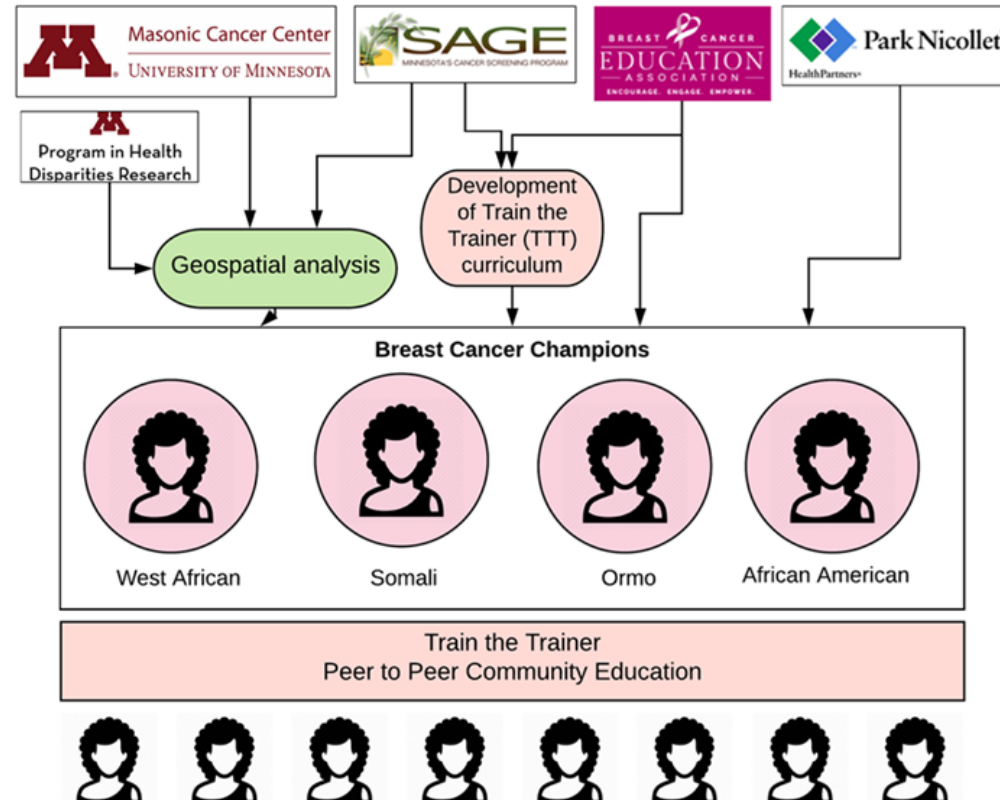 Masonic Cancer Center
UNIVERSITY OF MINNESOTA
SAGE
MINNESOTA'S CANCER SCREENING PROGRAM
BREAST CANCER
EDUCATION
ASSOCIATION
ENCOURAGE. ENGAGE. EMPOWER.
Park Nicollet
HealthPartners
Program in Health
Disparities Research
Development
of Train the
Trainer (TTT)
curriculum
Geospatial analysis
Breast Cancer Champions
West African
Somali
Ormo
African American
Train the Trainer
Peer to Peer Community Education